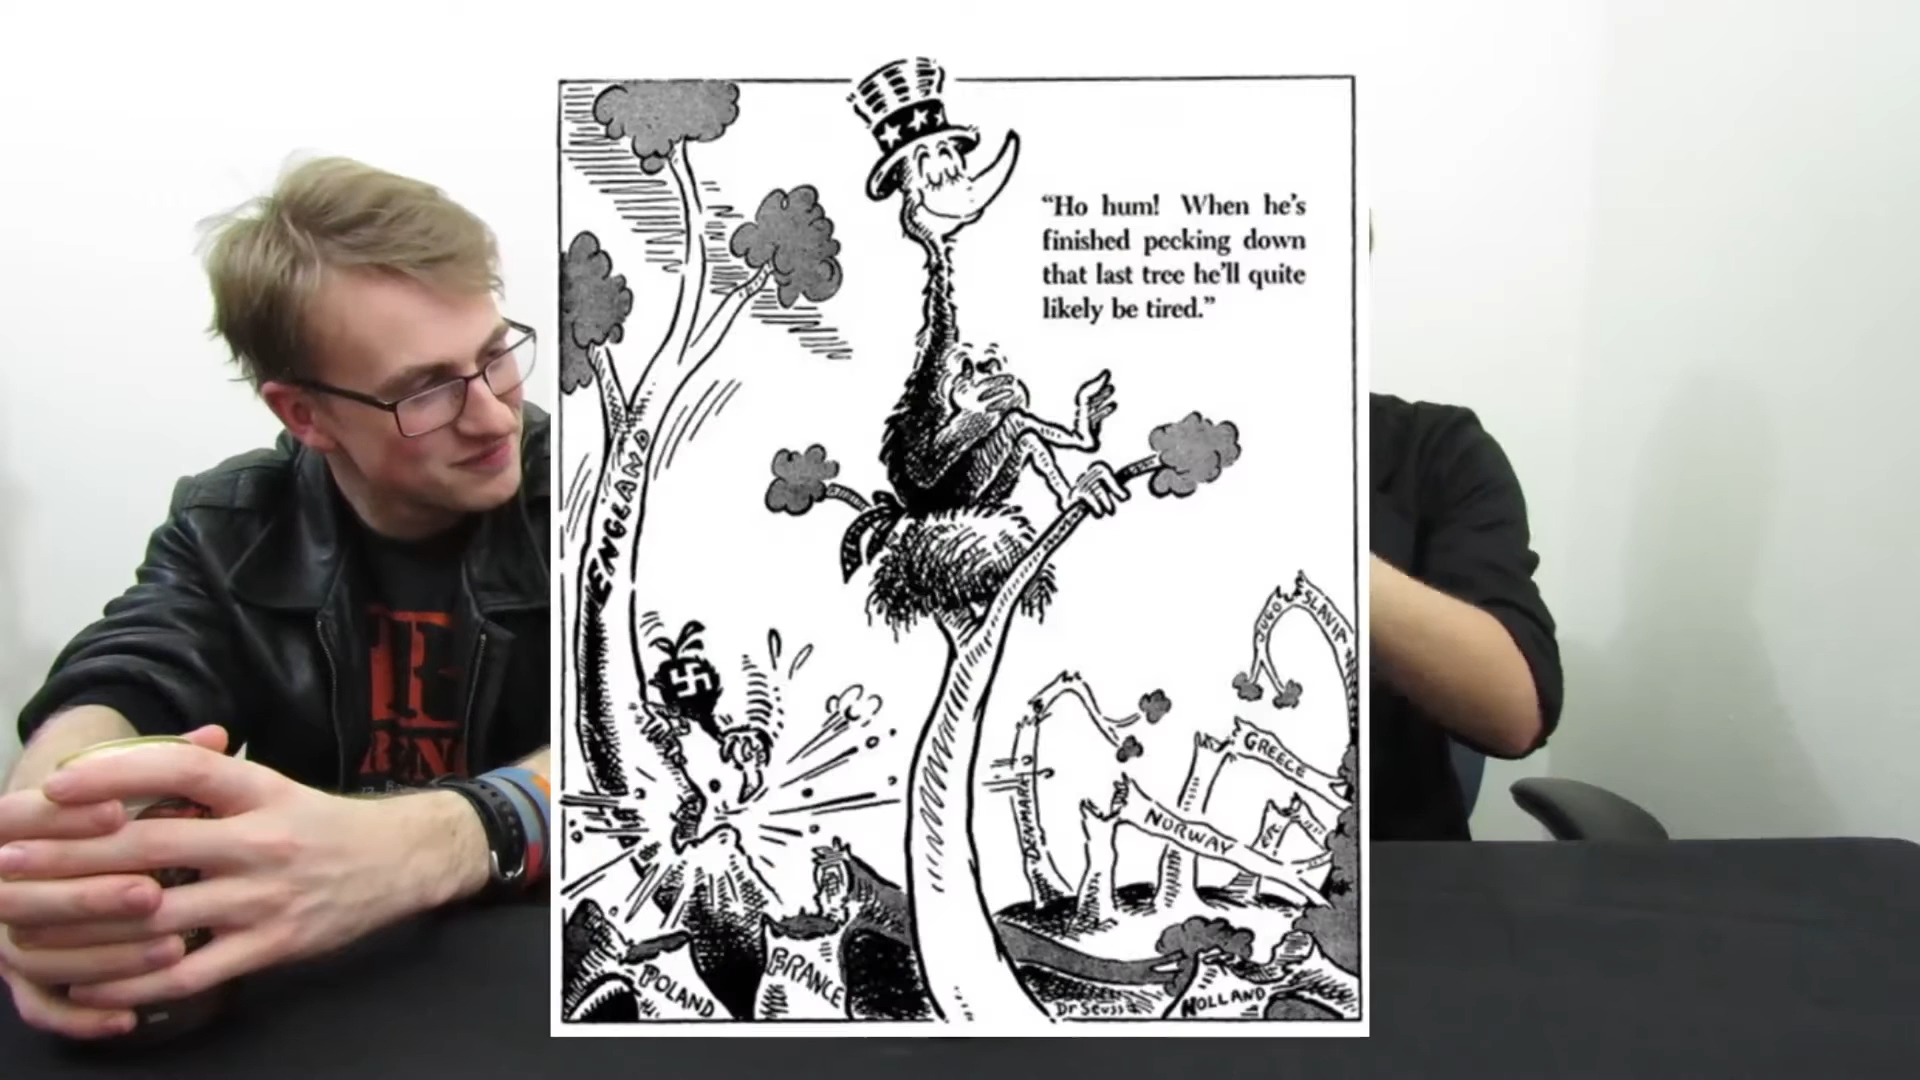 “Ho hum! When he’s
finished pecking down
that last tree he’ll quite
likely be tired.”
ENGLAND
JUGO
SLAVIA
GREECE
DENMARK
NORWAY
POLAND
FRANCE
HOLLAND
Dr Seuss